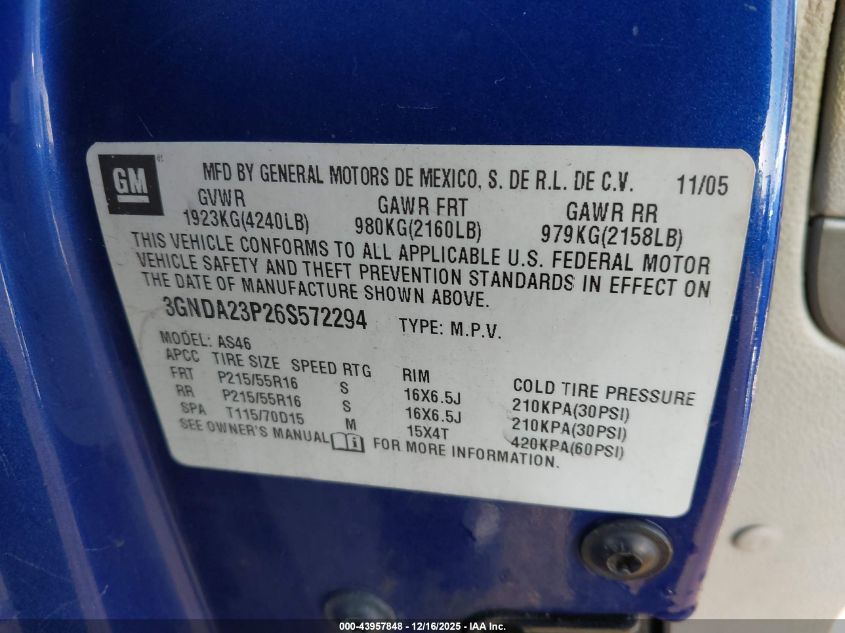 GM
MFD BY GENERAL MOTORS DE MEXICO, S. DE R.L. DE C.V. 11/05
GVWR GAWR FRT GAWR RR
1923KG(4240LB) 980KG(2160LB) 979KG(2158LB)
THIS VEHICLE CONFORMS TO ALL APPLICABLE U.S. FEDERAL MOTOR
VEHICLE SAFETY AND THEFT PREVENTION STANDARDS IN EFFECT ON
THE DATE OF MANUFACTURE SHOWN ABOVE.
3GNDA23P26S572294 TYPE: M.P.V.
MODEL: AS46
APCC TIRE SIZE SPEED RTG RIM COLD TIRE PRESSURE
FRT P215/55R16 S 16X6.5J 210KPA(30PSI)
RR P215/55R16 S 16X6.5J 210KPA(30PSI)
SPA T115/70D15 M 15X4T 420KPA(60PSI)
SEE OWNER'S MANUAL FOR MORE INFORMATION.
000-43957848 - 12/16/2025 - IAA Inc.